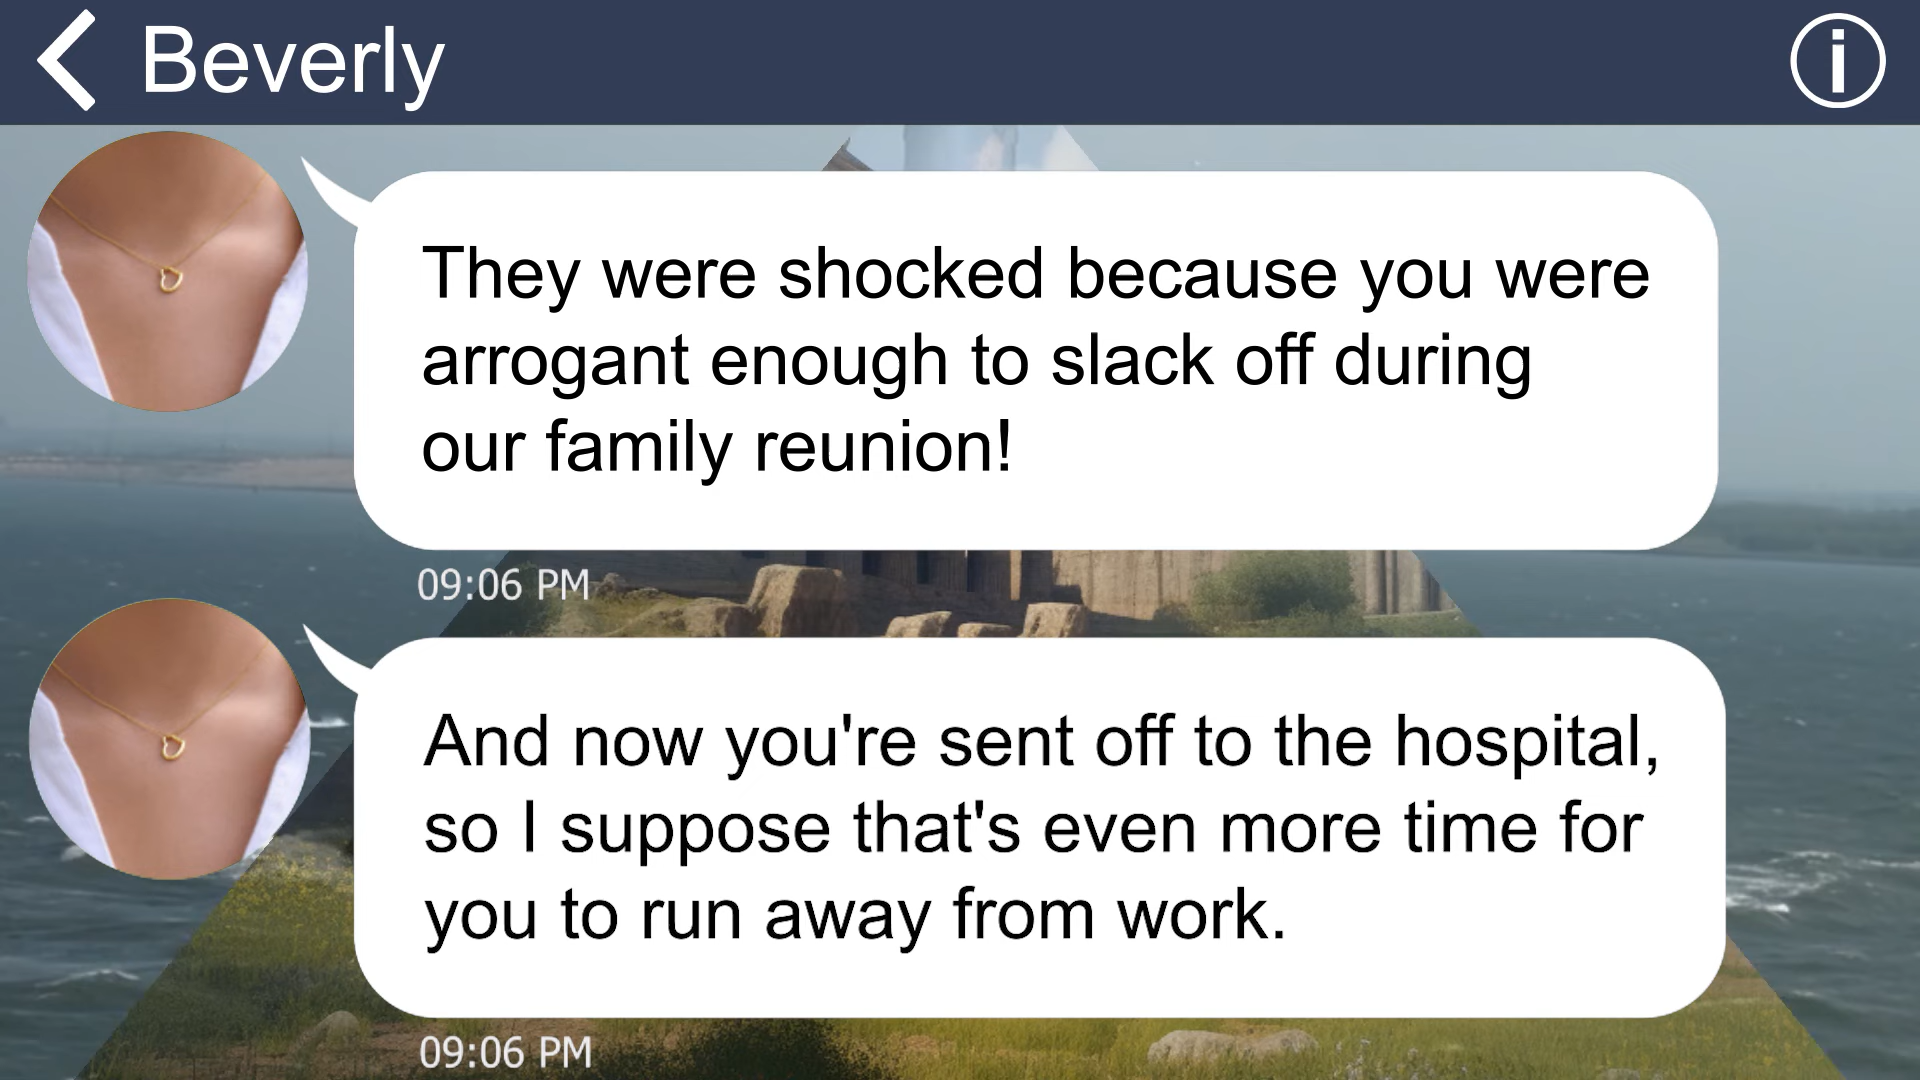 Beverly
They were shocked because you were
arrogant enough to slack off during
our family reunion!
09:06 PM
And now you're sent off to the hospital,
so I suppose that's even more time for
you to run away from work.
09:06 PM